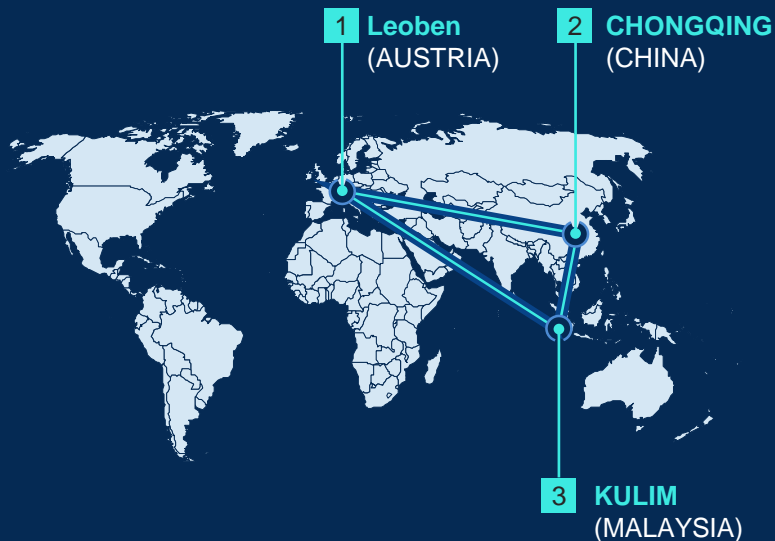 1 Leoben
(AUSTRIA)
2 CHONGQING
(CHINA)
3 KULIM
(MALAYSIA)